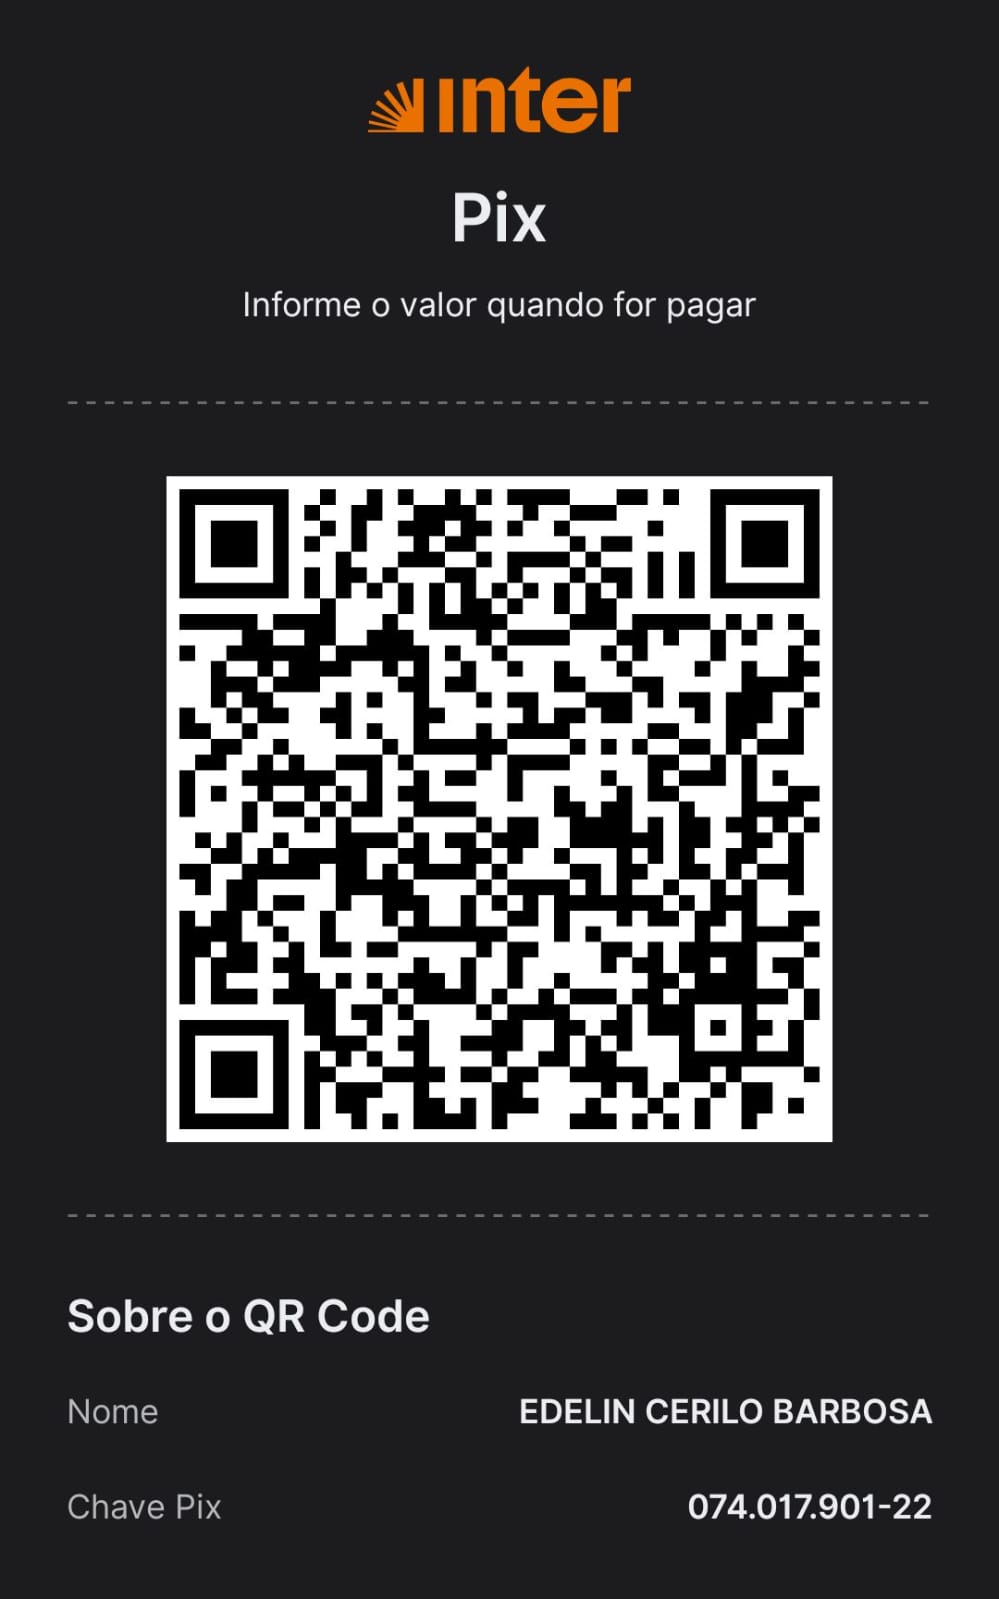 inter
Pix
Informe o valor quando for pagar
Sobre o QR Code
Nome EDELIN CERILO BARBOSA
Chave Pix 074.017.901-22